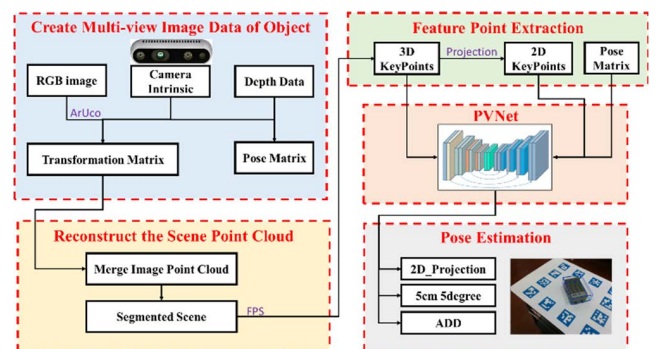 Create Multi-view Image Data of Object
RGB image
Camera
Intrinsic
Depth Data
ArUco
Transformation Matrix
Pose Matrix
Reconstruct the Scene Point Cloud
Merge Image Point Cloud
Segmented Scene
FPS
Feature Point Extraction
3D
KeyPoints
Projection
2D
KeyPoints
Pose
Matrix
PVNet
Pose Estimation
2D_Projection
5cm 5degree
ADD